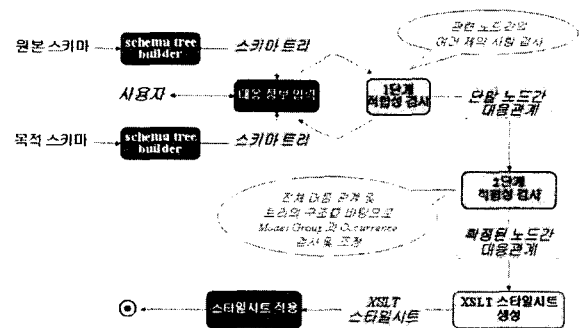 원본 스키마
schema tree
builder
스키마 트리
관련 노드간의
제약 사항 검사
사용자
대응 정보 입력
1단계
적합성 검사
단말 노드간
대응관계
목적 스키마
schema tree
builder
스키마 트리
전체 대응 관계 및
트리의 구조를 바탕으로
Model Group 과 Occurrence
검사 및 조정
2단계
적합성 검사
확정된 노드간
대응관계
스타일시트 적용
XSLT
스타일시트
XSLT 스타일시트
생성